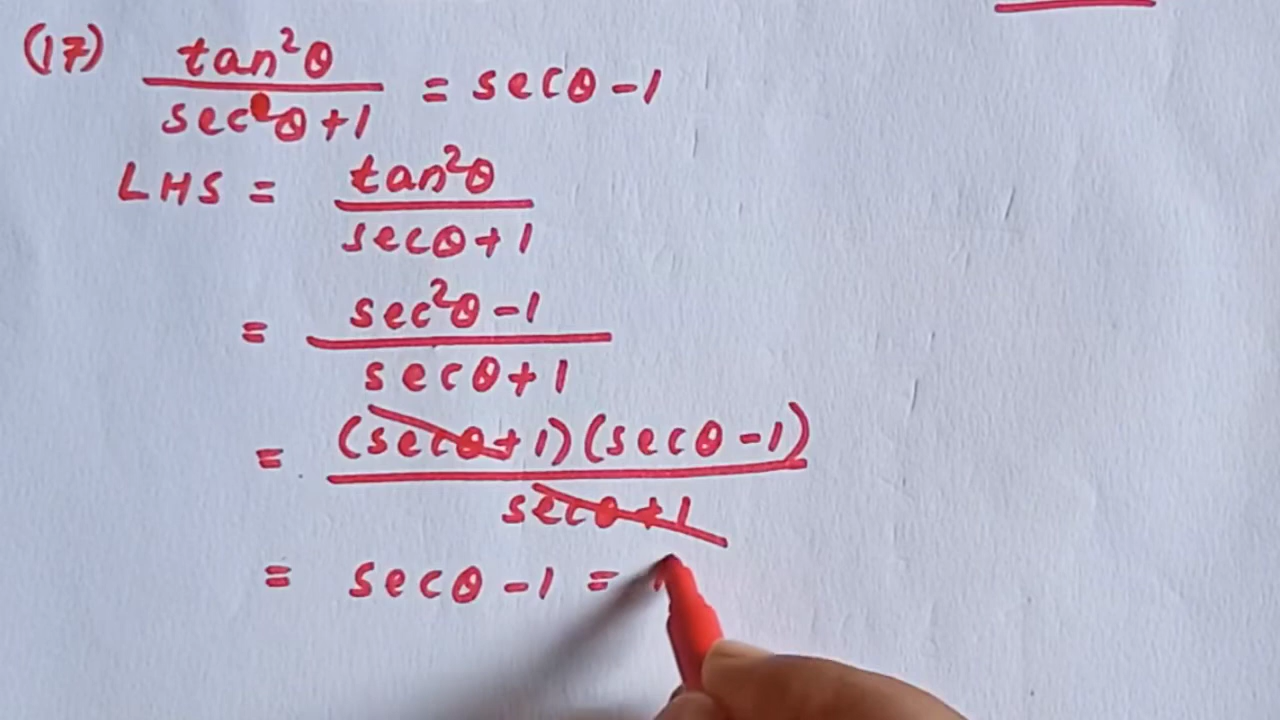 (17) tan²θ / sec²θ+1 = secθ-1
LHS = tan²θ / secθ+1
= sec²θ-1 / secθ+1
= (secθ+1)(secθ-1) / secθ+1
= secθ-1 =